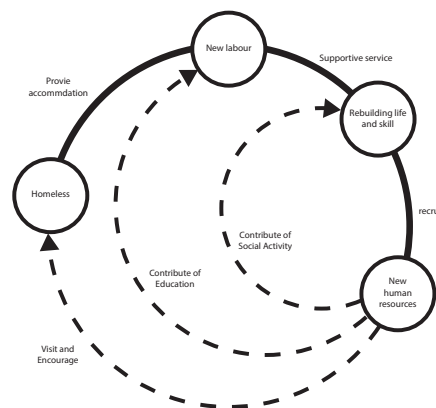 New labour
Supportive service
Provie
accommdation
Rebuilding life
and skill
Homeless
recru
Contribute of
Social Activity
New
human
resources
Contribute of
Education
Visit and
Encourage